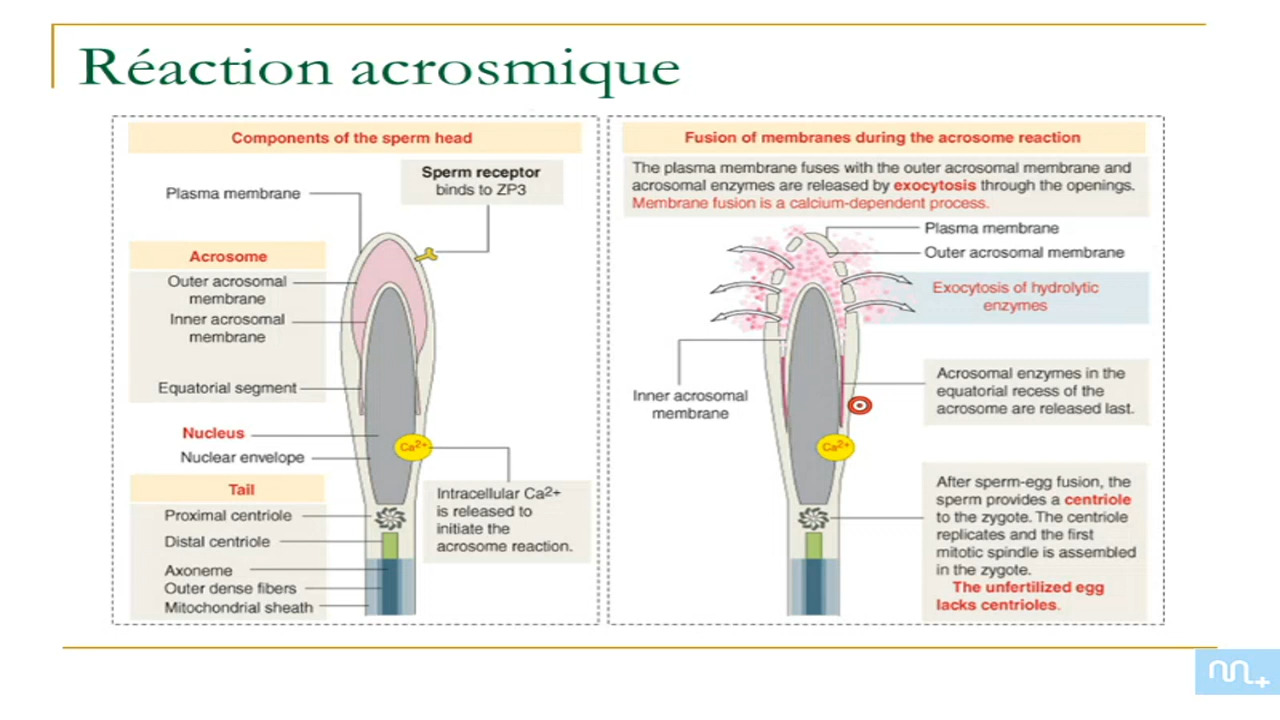 Réaction acrosmique
Components of the sperm head
Sperm receptor
binds to ZP3
Plasma membrane
Acrosome
Outer acrosomal
membrane
Inner acrosomal
membrane
Equatorial segment
Nucleus
Nuclear envelope
Ca2+
Tail
Proximal centriole
Distal centriole
Axoneme
Outer dense fibers
Mitochondrial sheath
Intracellular Ca2+
is released to
initiate the
acrosome reaction.
Fusion of membranes during the acrosome reaction
The plasma membrane fuses with the outer acrosomal membrane and
acrosomal enzymes are released by exocytosis through the openings.
Membrane fusion is a calcium-dependent process.
Plasma membrane
Outer acrosomal membrane
Exocytosis of hydrolytic
enzymes
Inner acrosomal
membrane
Acrosomal enzymes in the
equatorial recess of the
acrosome are released last.
Ca2+
After sperm-egg fusion, the
sperm provides a centriole
to the zygote. The centriole
replicates and the first
mitotic spindle is assembled
in the zygote.
The unfertilized egg
lacks centrioles.